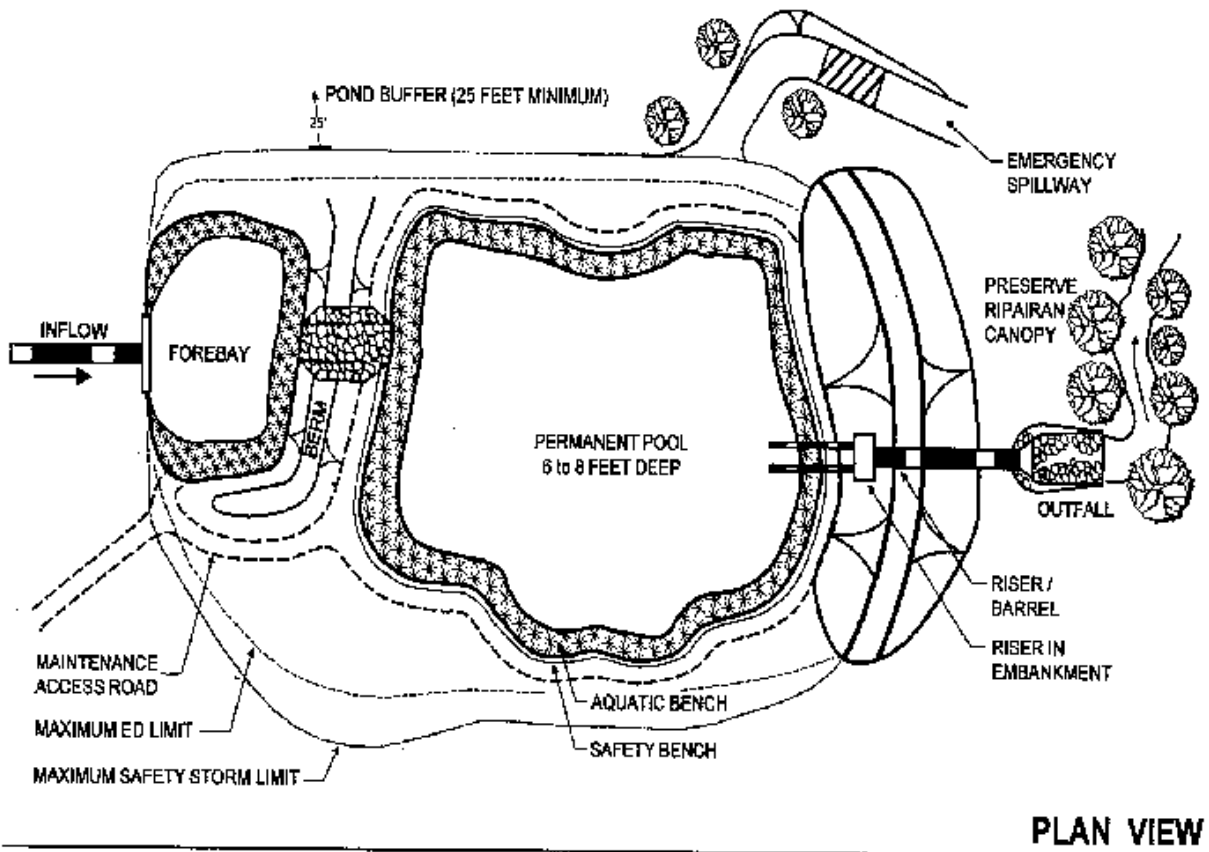 POND BUFFER (25 FEET MINIMUM)
25'
EMERGENCY
SPILLWAY
PRESERVE
RIPAIRAN
CANOPY
INFLOW
FOREBAY
BERM
PERMANENT POOL
6 to 8 FEET DEEP
OUTFALL
RISER /
BARREL
RISER IN
EMBANKMENT
MAINTENANCE
ACCESS ROAD
AQUATIC BENCH
MAXIMUM ED LIMIT
SAFETY BENCH
MAXIMUM SAFETY STORM LIMIT
PLAN VIEW